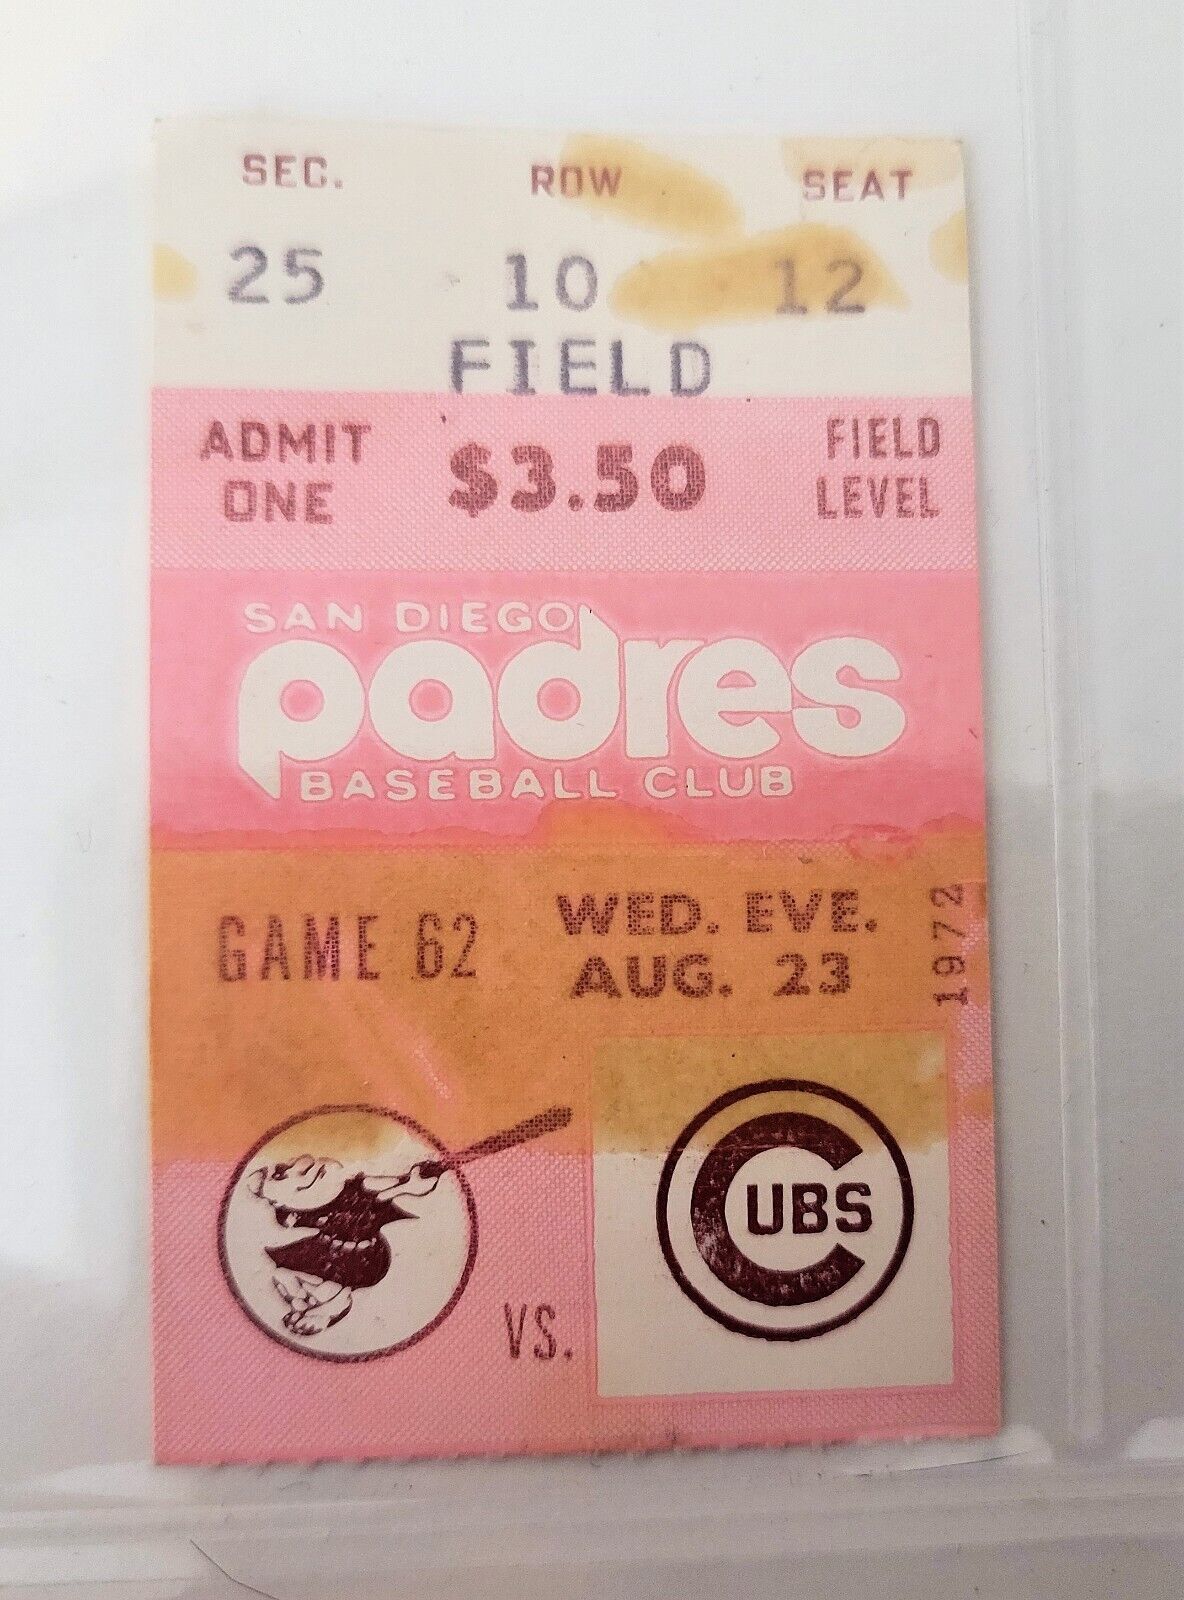 SEC. ROW SEAT
25 10 12
FIELD
ADMIT ONE $3.50 FIELD LEVEL
SAN DIEGO
padres
BASEBALL CLUB
GAME 62 WED. EVE. AUG. 23 1972
VS.
CUBS